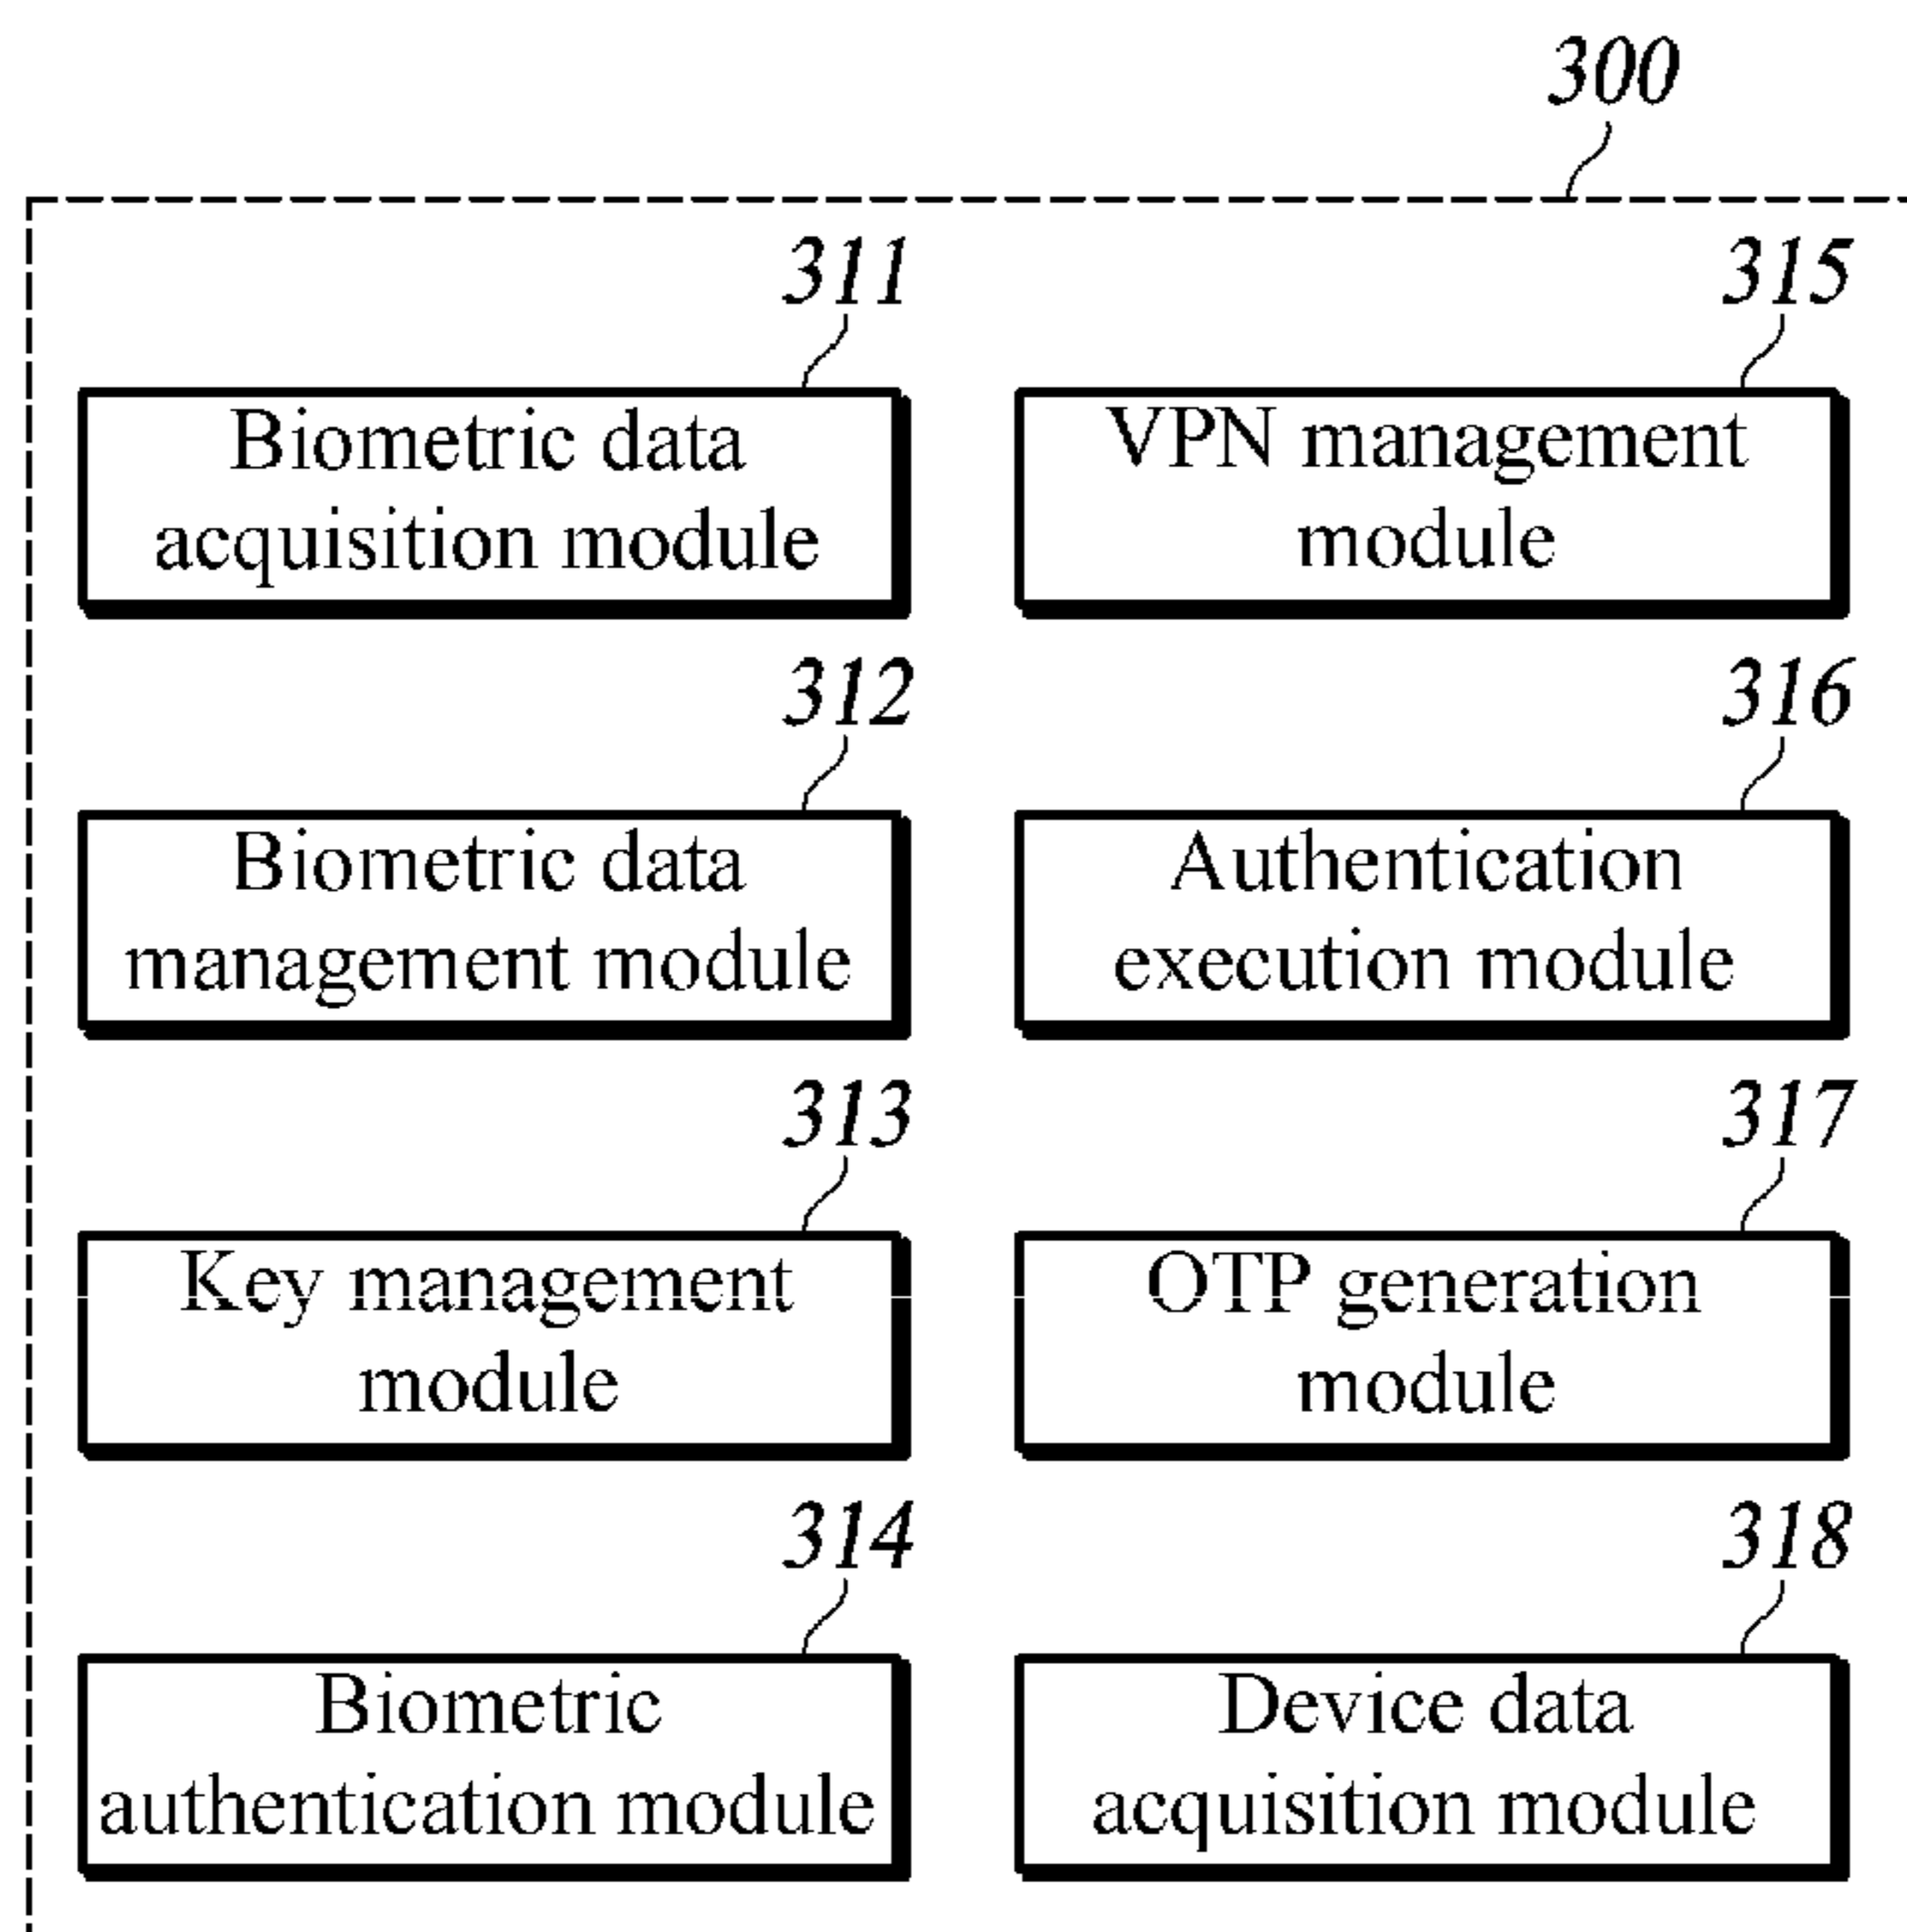 300
311
Biometric data
acquisition module
315
VPN management
module
312
Biometric data
management module
316
Authentication
execution module
313
Key management
module
317
OTP generation
module
314
Biometric
authentication module
318
Device data
acquisition module